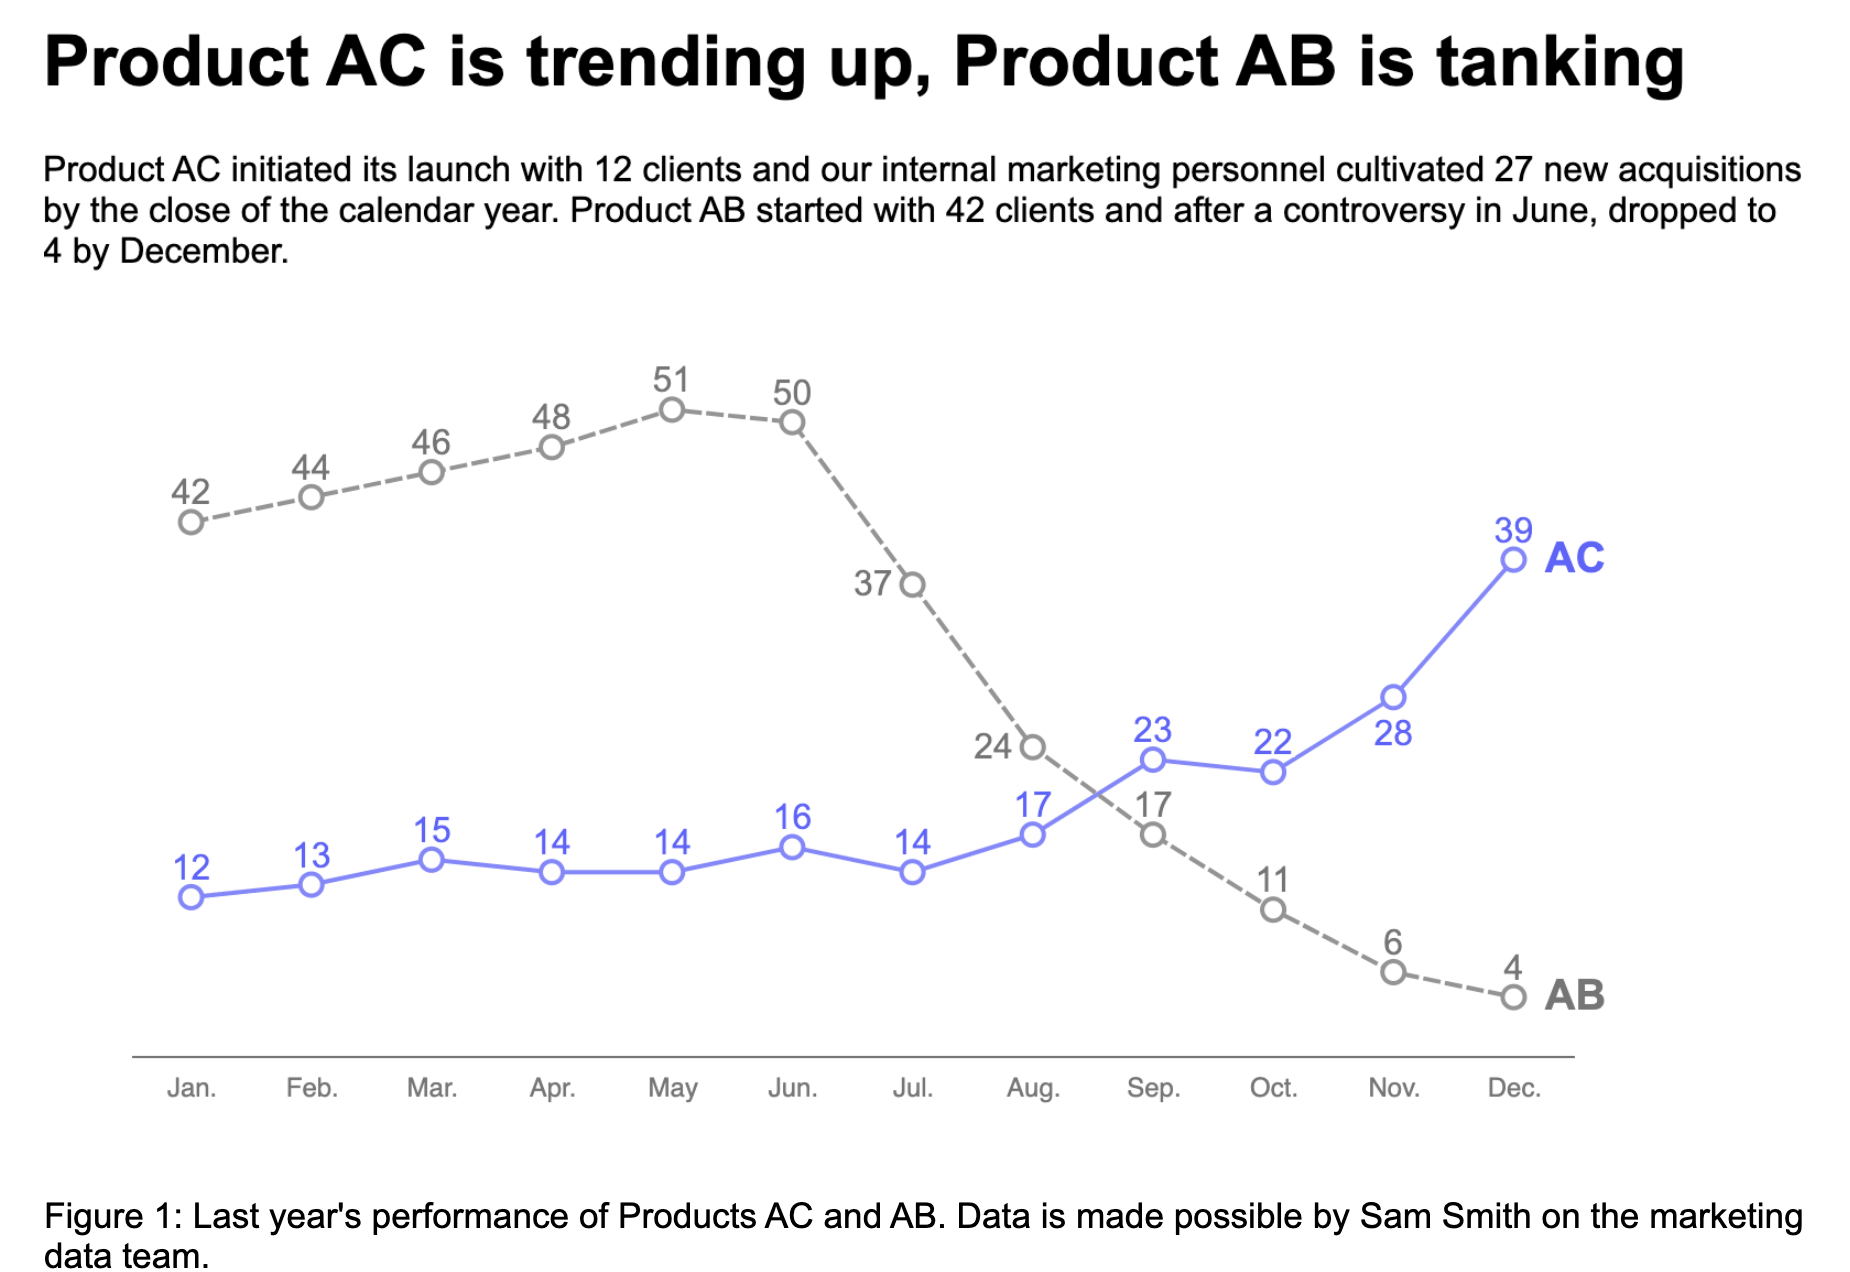 Product AC is trending up, Product AB is tanking
Product AC initiated its launch with 12 clients and our internal marketing personnel cultivated 27 new acquisitions
by the close of the calendar year. Product AB started with 42 clients and after a controversy in June, dropped to
4 by December.
42 44 46 48 51 50 37 24 17 11 6 4 AB
12 13 15 14 14 16 14 17 23 22 28 39 AC
Jan. Feb. Mar. Apr. May Jun. Jul. Aug. Sep. Oct. Nov. Dec.
Figure 1: Last year's performance of Products AC and AB. Data is made possible by Sam Smith on the marketing
data team.